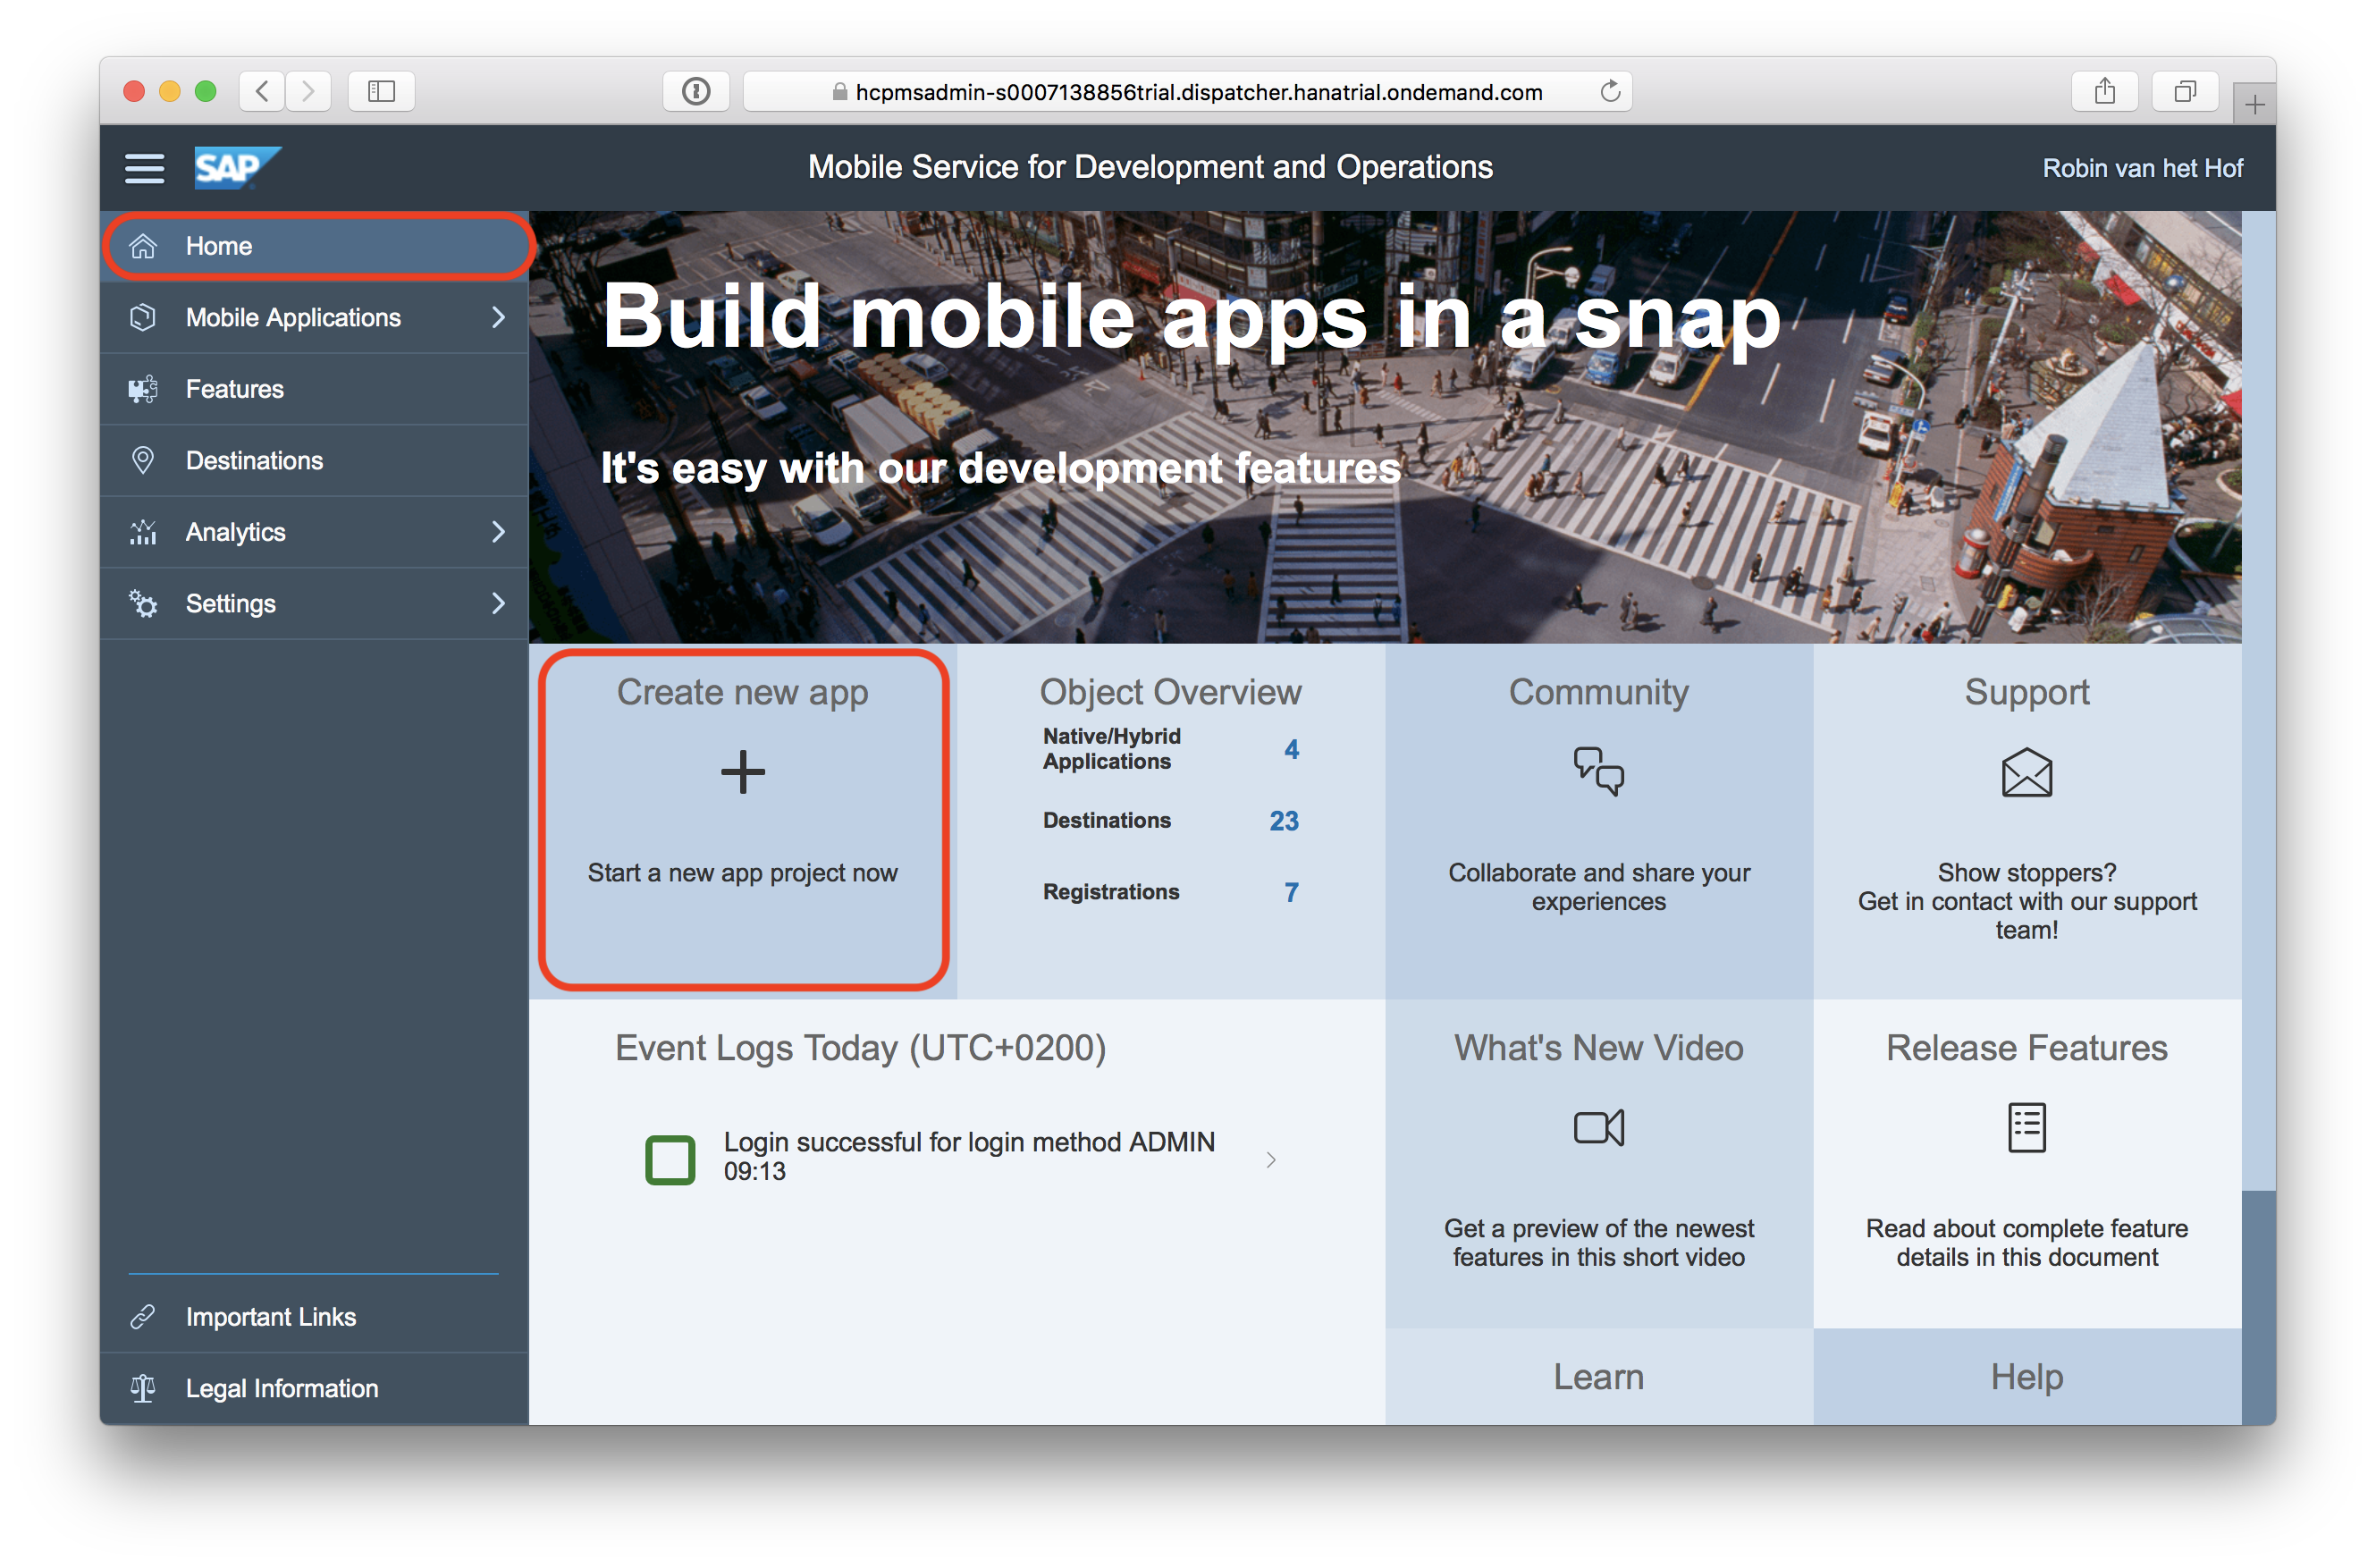 hcpmsadmin-s0007138856trial.dispatcher.hanatrial.ondemand.com
SAP
Mobile Service for Development and Operations
Robin van het Hof
Home
Mobile Applications
Features
Destinations
Analytics
Settings
Important Links
Legal Information
Build mobile apps in a snap
It's easy with our development features
Create new app
Start a new app project now
Object Overview
Native/Hybrid
Applications
4
Destinations
23
Registrations
7
Community
Collaborate and share your
experiences
Support
Show stoppers?
Get in contact with our support
team!
Event Logs Today (UTC+0200)
Login successful for login method ADMIN
09:13
What's New Video
Get a preview of the newest
features in this short video
Release Features
Read about complete feature
details in this document
Learn
Help